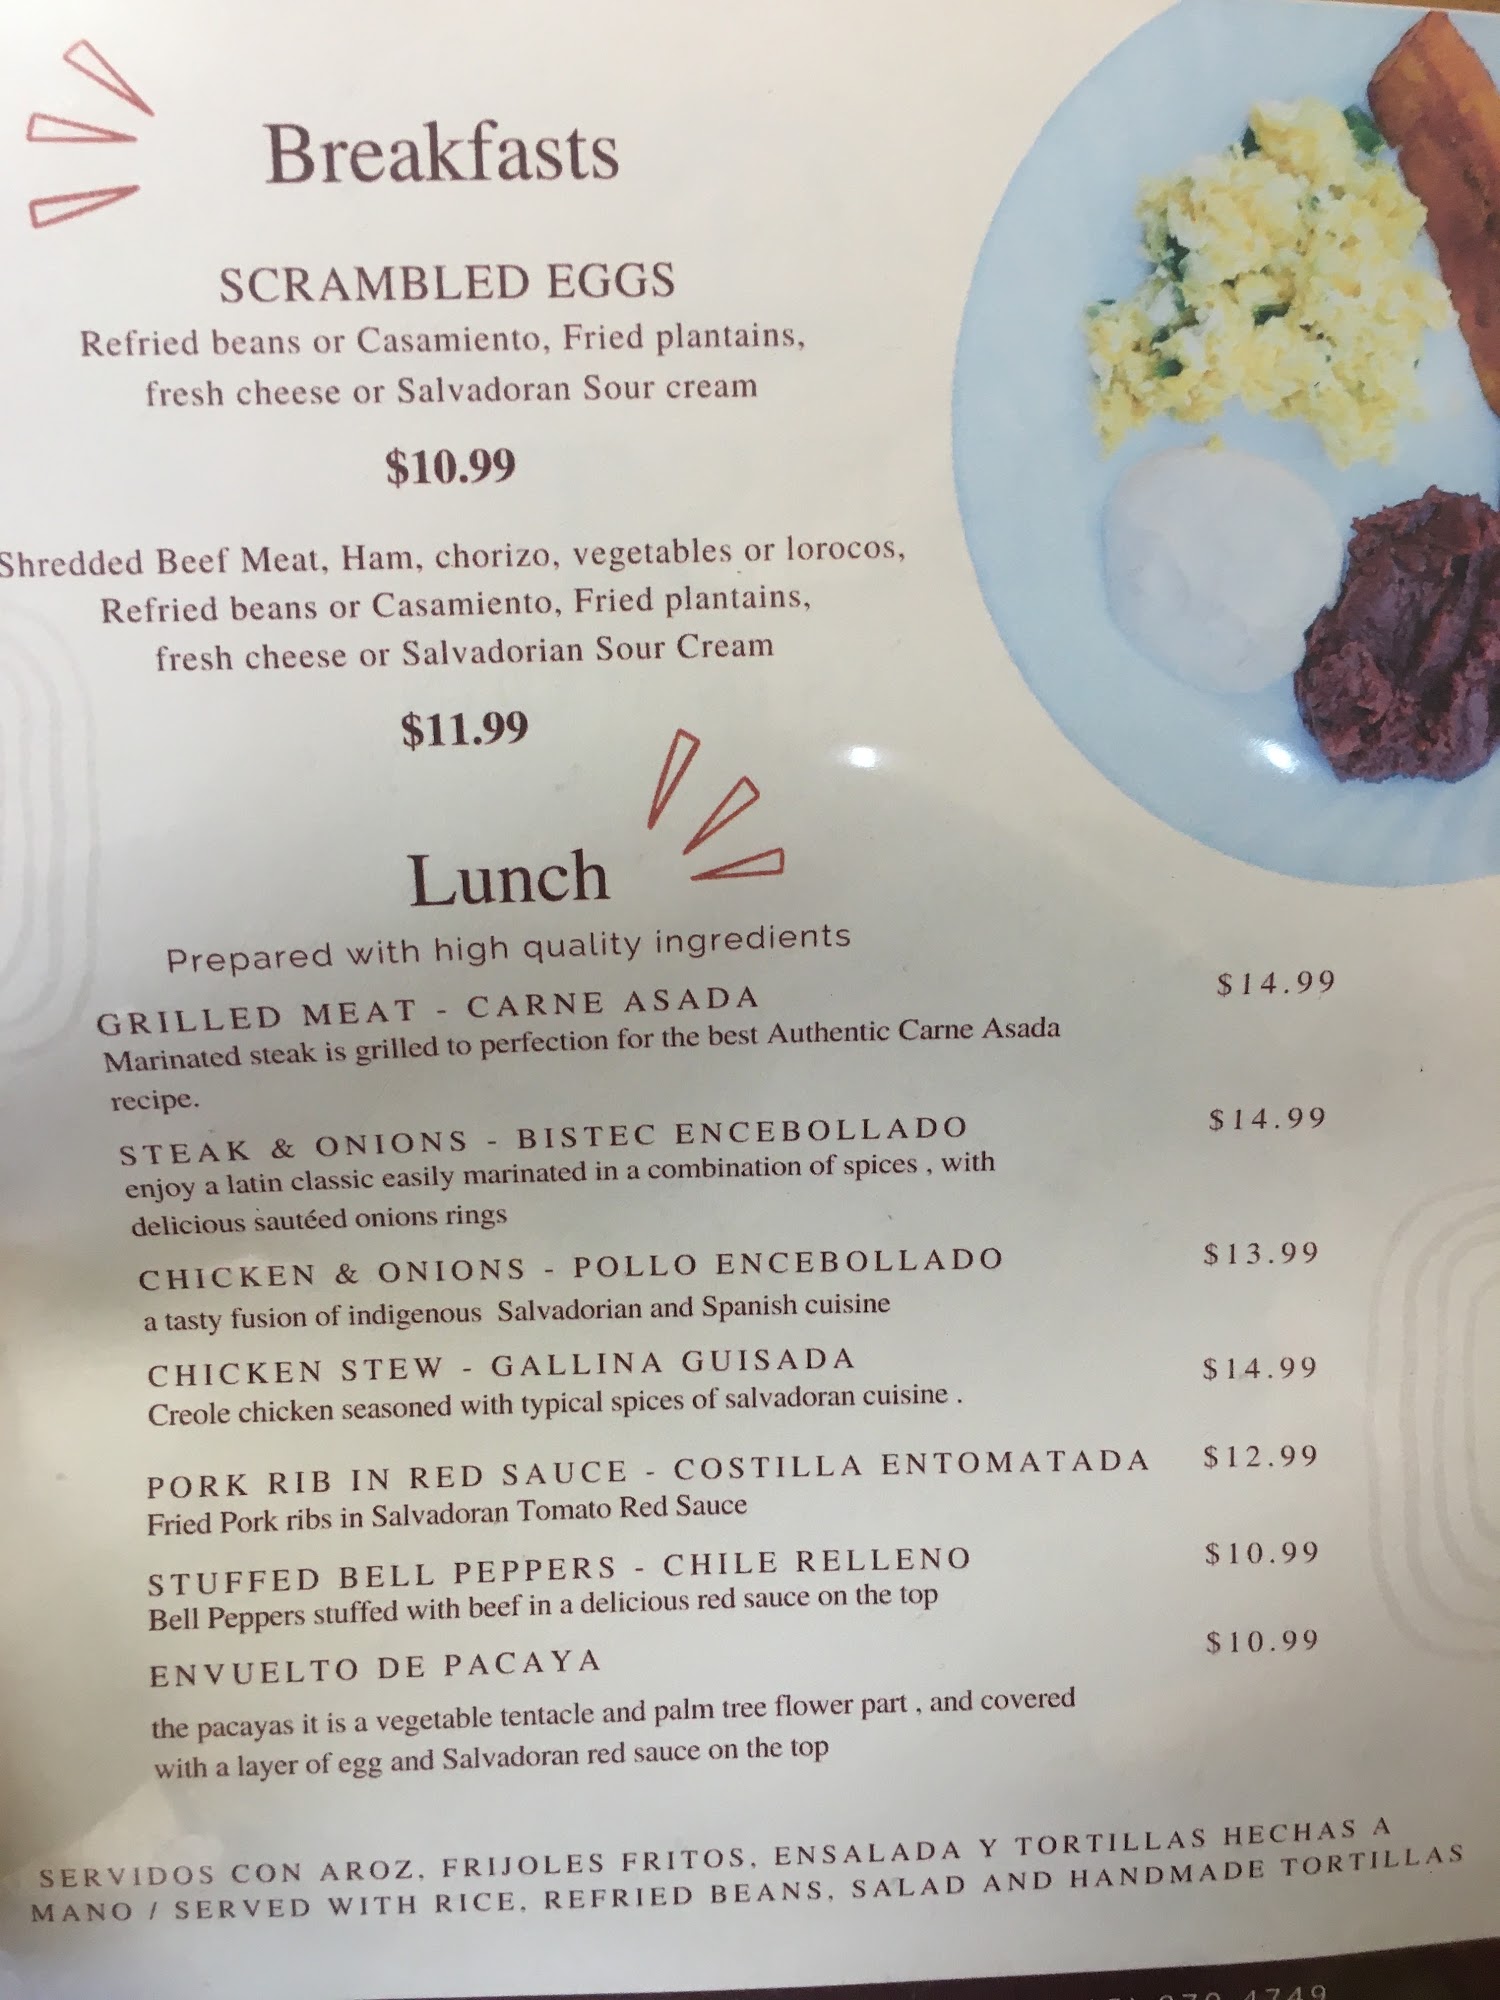 Breakfasts
SCRAMBLED EGGS
Refried beans or Casamiento, Fried plantains,
fresh cheese or Salvadoran Sour cream
$10.99
Shredded Beef Meat, Ham, chorizo, vegetables or lorocos,
Refried beans or Casamiento, Fried plantains,
fresh cheese or Salvadorian Sour Cream
$11.99
Lunch
Prepared with high quality ingredients
GRILLED MEAT - CARNE ASADA $14.99
Marinated steak is grilled to perfection for the best Authentic Carne Asada
recipe.
STEAK & ONIONS - BISTEC ENCEBOLLADO $14.99
enjoy a latin classic easily marinated in a combination of spices , with
delicious sautéed onions rings
CHICKEN & ONIONS - POLLO ENCEBOLLADO $13.99
a tasty fusion of indigenous Salvadorian and Spanish cuisine
CHICKEN STEW - GALLINA GUISADA $14.99
Creole chicken seasoned with typical spices of salvadoran cuisine .
PORK RIB IN RED SAUCE - COSTILLA ENTOMATADA $12.99
Fried Pork ribs in Salvadoran Tomato Red Sauce
STUFFED BELL PEPPERS - CHILE RELLENO $10.99
Bell Peppers stuffed with beef in a delicious red sauce on the top
ENVUELTO DE PACAYA $10.99
the pacayas it is a vegetable tentacle and palm tree flower part , and covered
with a layer of egg and Salvadoran red sauce on the top
SERVIDOS CON AROZ, FRIJOLES FRITOS, ENSALADA Y TORTILLAS HECHAS A
MANO / SERVED WITH RICE, REFRIED BEANS, SALAD AND HANDMADE TORTILLAS
4749